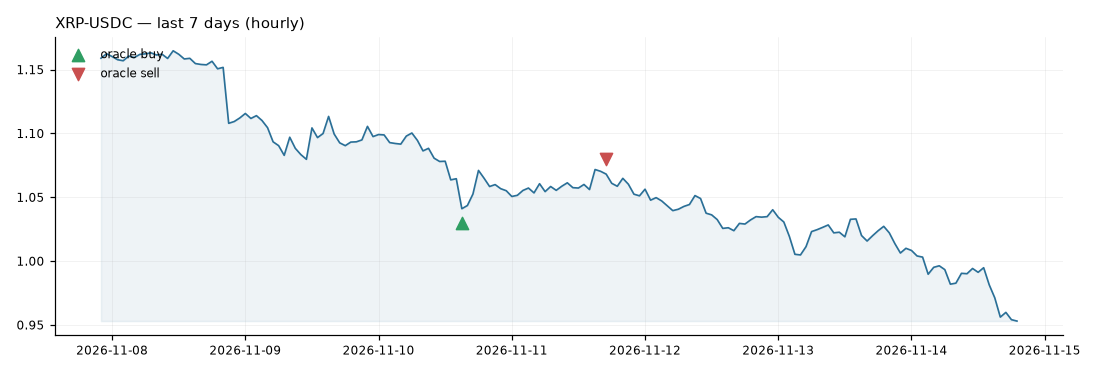 XRP-USDC — last 7 days (hourly)
oracle buy
oracle sell
1.15
1.10
1.05
1.00
0.95
2026-11-08 2026-11-09 2026-11-10 2026-11-11 2026-11-12 2026-11-13 2026-11-14 2026-11-15